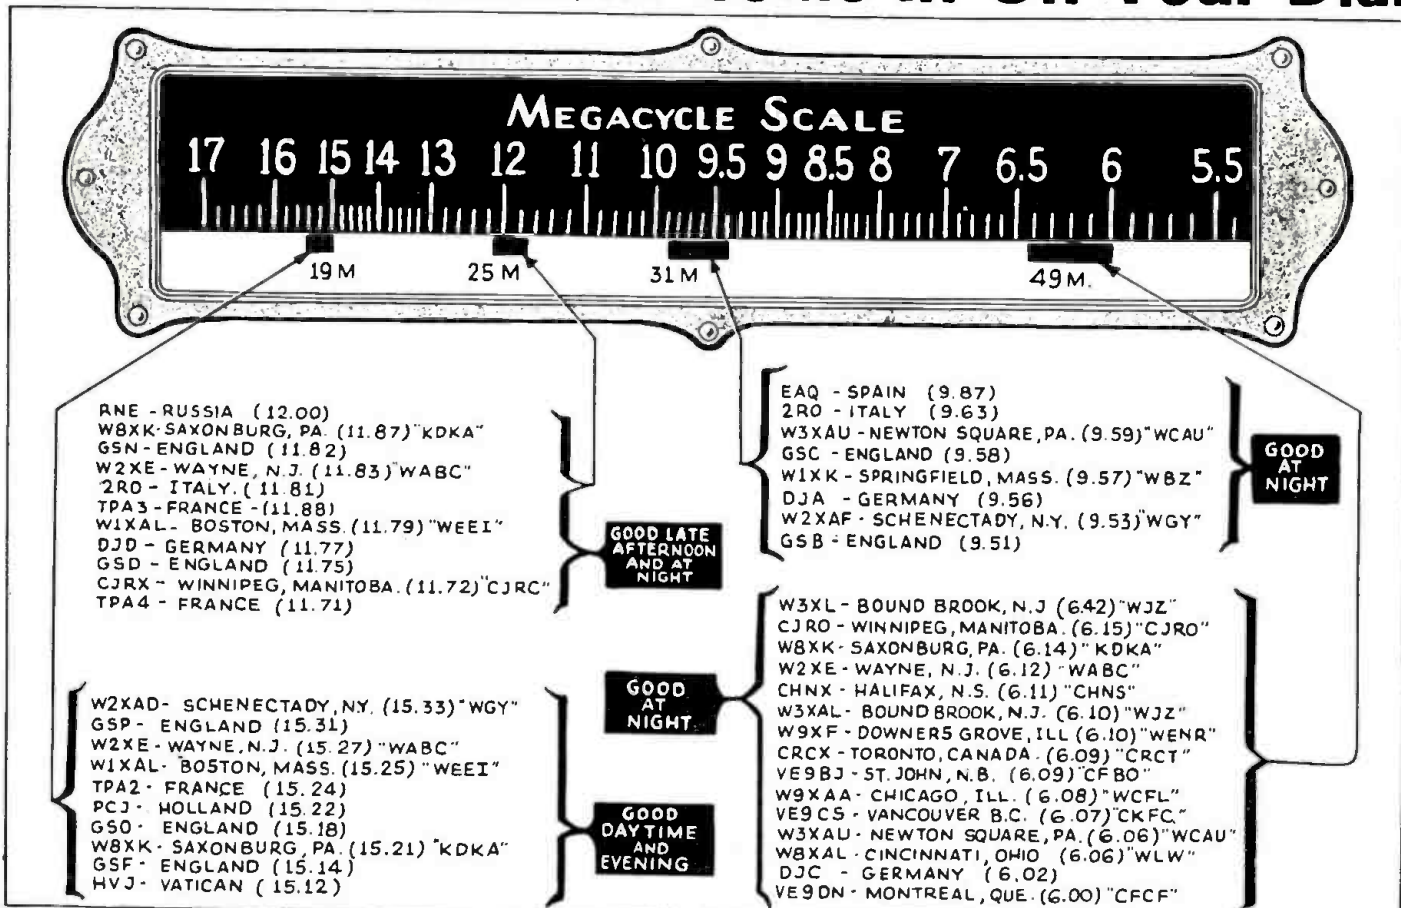 On Your Dial
MEGACYCLE SCALE
17 16 15 14 13 12 11 10 9.5 9 8.5 8 7 6.5 6 5.5
19 M 25 M 31 M 49 M.
RNE - RUSSIA (12.00)
W8XK-SAXONBURG, PA. (11.87) "KDKA"
GSN-ENGLAND (11.82)
W2XE-WAYNE, N.J. (11.83) "WABC"
2RO-ITALY. (11.81)
TPA3-FRANCE -(11.88)
W1XAL- BOSTON, MASS. (11.79) "WEEI"
DJD-GERMANY (11.77)
GSD - ENGLAND (11.75)
CJRX - WINNIPEG, MANITOBA. (11.72) "CJRC"
TPA4 - FRANCE (11.71)
GOOD LATE
AFTERNOON
AND AT
NIGHT
W2XAD- SCHENECTADY, N.Y. (15.33) "WGY"
GSP- ENGLAND (15.31)
W2XE-WAYNE, N.J. (15.27) "WABC"
W1XAL- BOSTON, MASS. (15.25) "WEEI"
TPA2- FRANCE (15.24)
PCJ- HOLLAND (15.22)
GSO- ENGLAND (15.18)
W8XK- SAXONBURG, PA. (15.21) "KDKA"
GSF- ENGLAND (15.14)
HVJ- VATICAN (15.12)
GOOD
DAYTIME
AND
EVENING
EAQ - SPAIN (9.87)
2RO - ITALY (9.63)
W3XAU - NEWTON SQUARE, PA. (9.59) "WCAU"
GSC - ENGLAND (9.58)
W1XK - SPRINGFIELD, MASS. (9.57) "WBZ"
DJA - GERMANY (9.56)
W2XAF - SCHENECTADY, N.Y. (9.53) "WGY"
GSB - ENGLAND (9.51)
GOOD
AT
NIGHT
GOOD
AT
NIGHT.
W3XL- BOUND BROOK, N.J (6.42) "WJZ"
CJRO-WINNIPEG, MANITOBA. (6.15) "CJRO"
W8XK- SAXONBURG, PA. (6.14) "KDKA"
W2XE-WAYNE, N.J. (6.12) "WABC"
CHNX - HALIFAX, N.S. (6.11) "CHNS"
W3XAL- BOUND BROOK, N.J. (6.10) "WJZ"
W9XF - DOWNERS GROVE, ILL (6.10) "WENR"
CRCX-TORONTO, CANADA. (6.09) "CRCT"
VE9BJ - ST. JOHN, N.B. (6.09) "CFBO"
W9XAA- CHICAGO, ILL. (6.08) "WCFL"
VE9CS- VANCOUVER B.C. (6.07) "CKFC"
W3XAU- NEWTON SQUARE, PA. (6.06) "WCAU"
W8XAL-CINCINNATI, OHIO (6.06) "WLW"
DJC - GERMANY (6.02)
VE9DN-MONTREAL, QUE. (6.00) "CFCF"